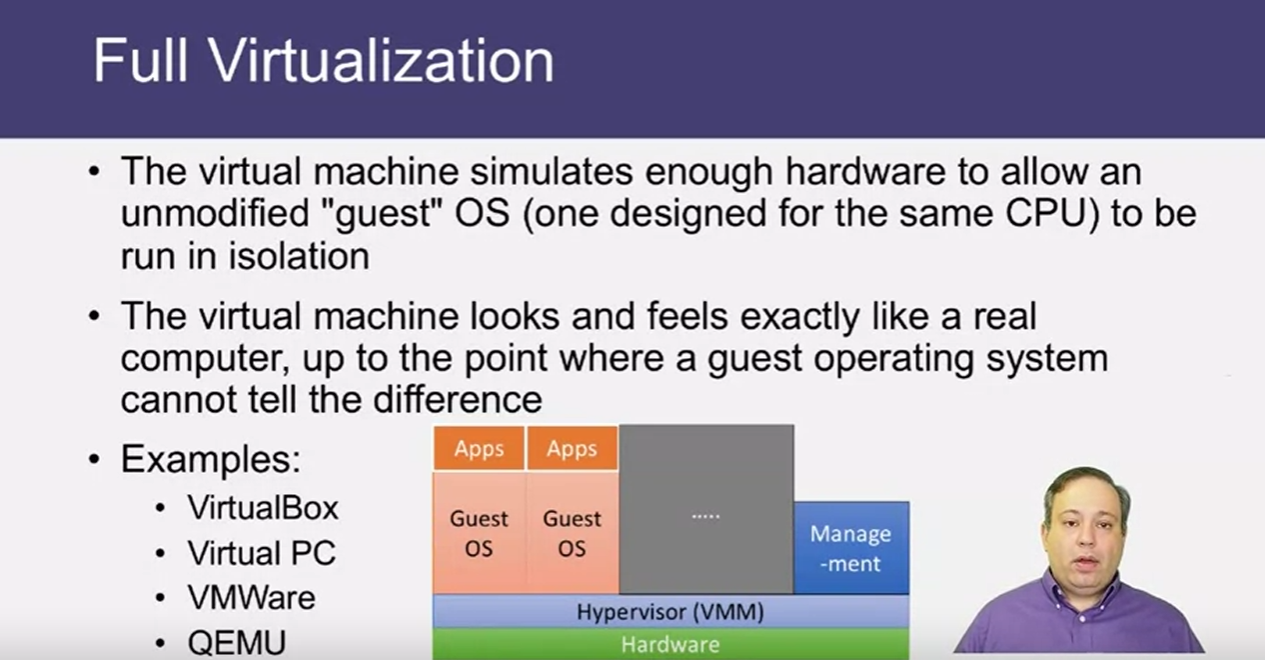 Full Virtualization
• The virtual machine simulates enough hardware to allow an
unmodified "guest" OS (one designed for the same CPU) to be
run in isolation
• The virtual machine looks and feels exactly like a real
computer, up to the point where a guest operating system
cannot tell the difference
• Examples:
• VirtualBox
• Virtual PC
• VMWare
• QEMU
Apps
Apps
Guest
OS
Guest
OS
.....
Manage
-ment
Hypervisor (VMM)
Hardware